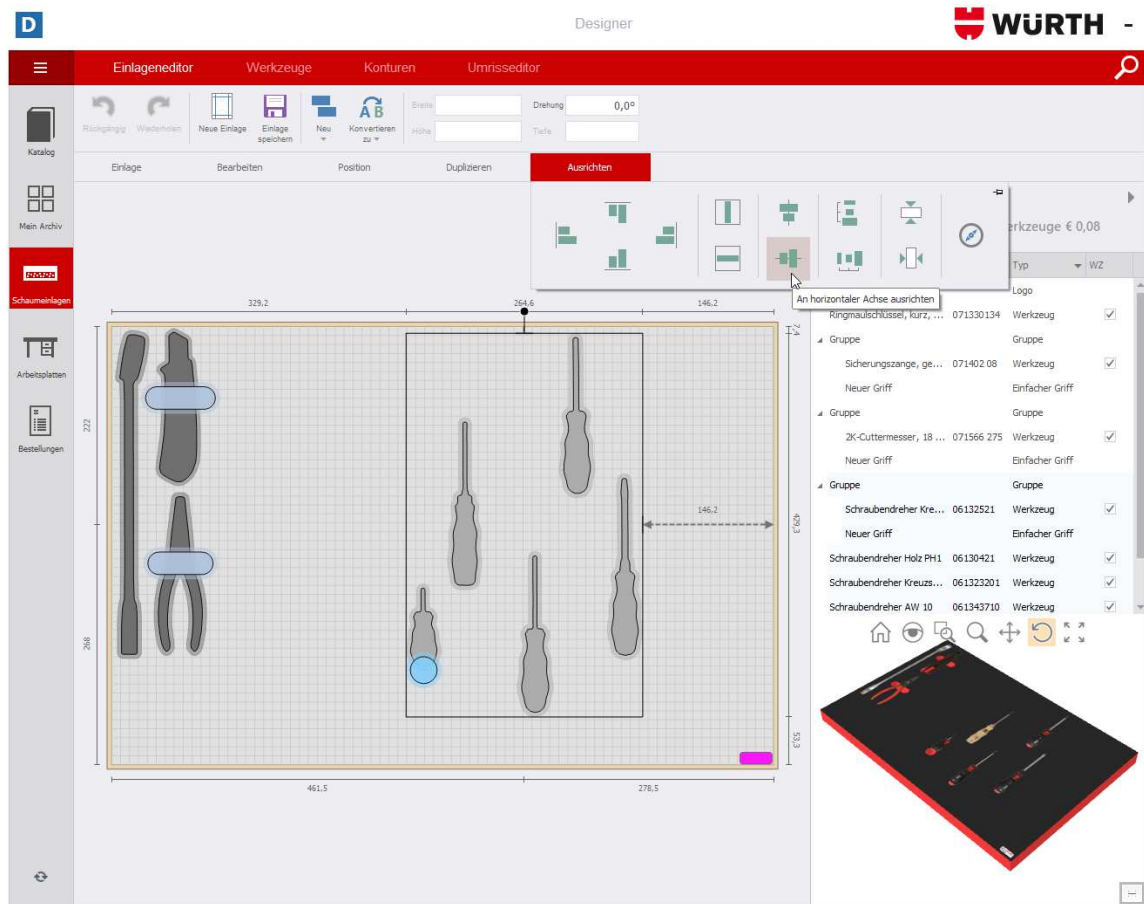 D
Designer
WÜRTH
Einlageneditor
Werkzeuge
Konturen
Umrisseditor
Katalog
Mein Archiv
Schaumeinlagen
Arbeitsplatten
Bestellungen
Rückgängig
Wiederholen
Neue Einlage
Einlage
speichern
Neu
AB
Konvertieren
zu
Breite
Höhe
Drehung
0,0°
Tiefe
Einlage
Bearbeiten
Position
Duplizieren
Ausrichten
An horizontaler Achse ausrichten
erkzeuge € 0,08
Typ
WZ
Logo
Ringmaulschlüssel, kurz, ... 071330134 Werkzeug
Gruppe Gruppe
Sicherungszange, ge... 071402 08 Werkzeug
Neuer Griff Einfacher Griff
Gruppe Gruppe
2K-Cuttermesser, 18 ... 071566 275 Werkzeug
Neuer Griff Einfacher Griff
Gruppe Gruppe
Schraubendreher Kre... 06132521 Werkzeug
Neuer Griff Einfacher Griff
Schraubendreher Holz PH1 06130421 Werkzeug
Schraubendreher Kreuzs... 061323201 Werkzeug
Schraubendreher AW 10 061343710 Werkzeug
329,2
264,6
146,2
7,4
222
146,2
429,3
268
53,3
461,5
278,5